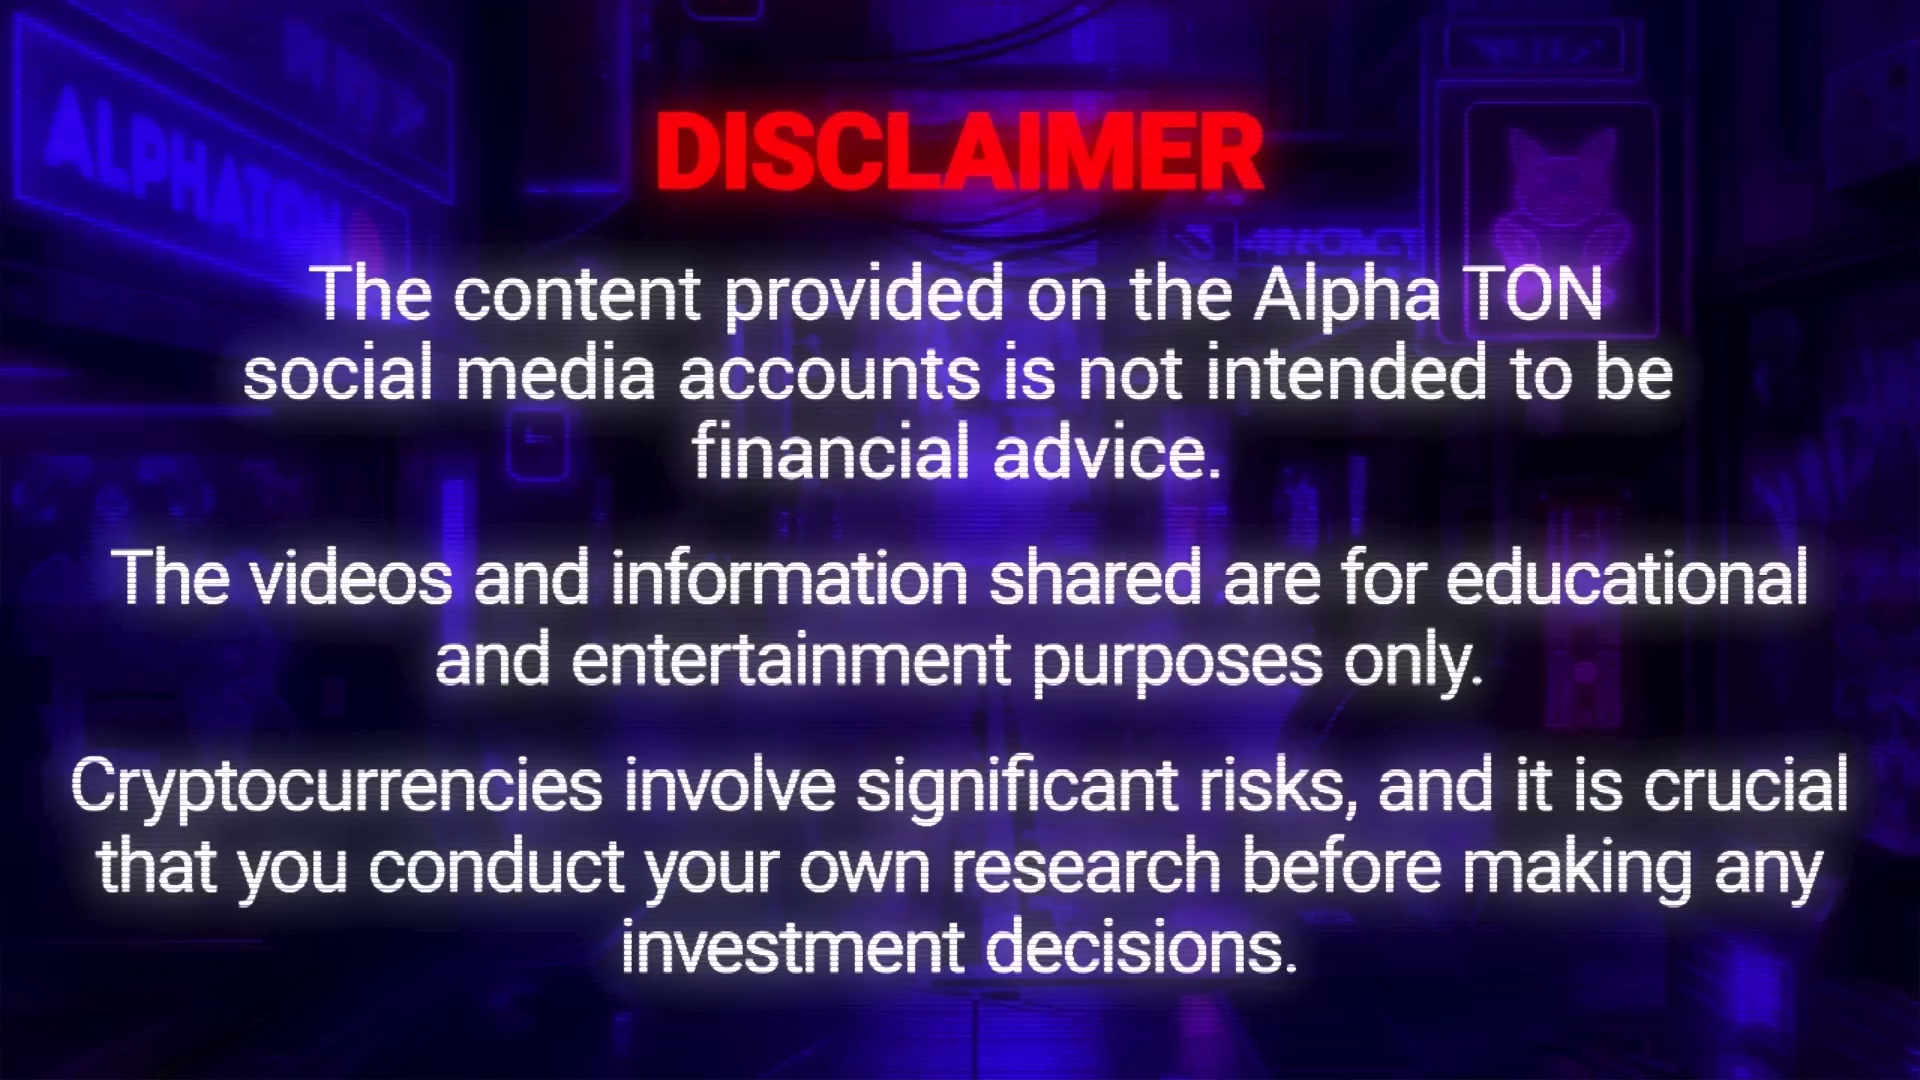 ALPHATON
DISCLAIMER
The content provided on the Alpha TON
social media accounts is not intended to be
financial advice.
The videos and information shared are for educational
and entertainment purposes only.
Cryptocurrencies involve significant risks, and it is crucial
that you conduct your own research before making any
investment decisions.